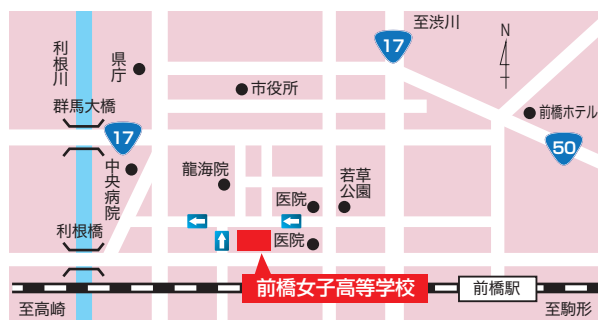 至渋川
N
17
利根川
県庁
市役所
群馬大橋
前橋ホテル
17
50
中央病院
龍海院
若草
公園
医院
利根橋
医院
前橋女子高等学校
前橋駅
至高崎
至駒形